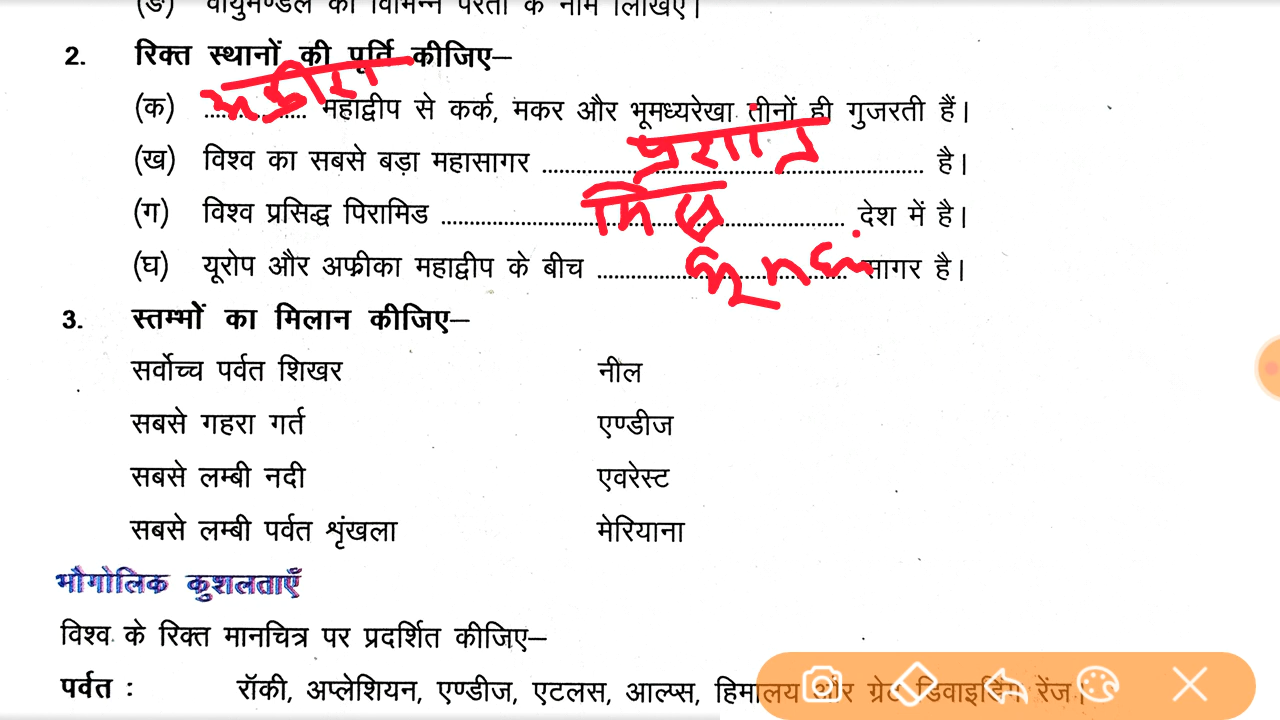 (ङ) वायुमण्डल की विभिन्न परतों के नाम लिखिए।
2. रिक्त स्थानों की पूर्ति कीजिए–
(क) .................. महाद्वीप से कर्क, मकर और भूमध्यरेखा तीनों ही गुजरती हैं।
(ख) विश्व का सबसे बड़ा महासागर प्रशान्त है।
(ग) विश्व प्रसिद्ध पिरामिड मिस्र देश में है।
(घ) यूरोप और अफ्रीका महाद्वीप के बीच .................. सागर है।
3. स्तम्भों का मिलान कीजिए–
सर्वोच्च पर्वत शिखर नील
सबसे गहरा गर्त एण्डीज
सबसे लम्बी नदी एवरेस्ट
सबसे लम्बी पर्वत शृंखला मेरियाना
भौगोलिक कुशलताएँ
विश्व के रिक्त मानचित्र पर प्रदर्शित कीजिए–
पर्वत : रॉकी, अप्लेशियन, एण्डीज, एटलस, आल्प्स, हिमालय और ग्रेट डिवाइडिंग रेंज।